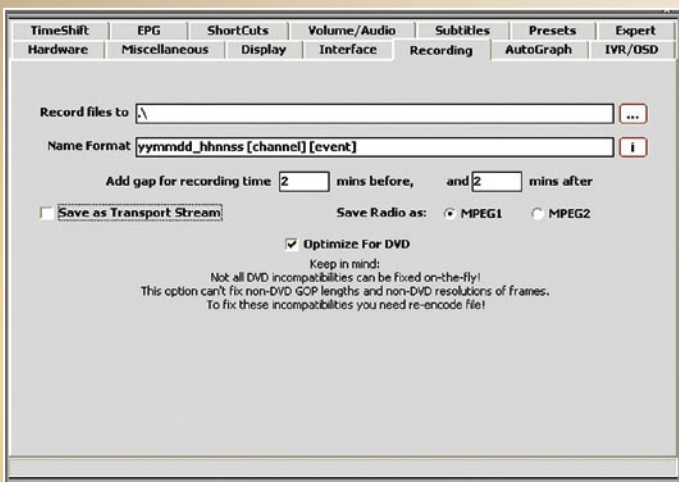 TimeShift EPG ShortCuts Volume/Audio Subtitles Presets Expert
Hardware Miscellaneous Display Interface Recording AutoGraph IVR/OSD
Record files to .\ ...
Name Format yymmdd_hhnnss [channel] [event] i
Add gap for recording time 2 mins before, and 2 mins after
Save as Transport Stream Save Radio as: MPEG1 MPEG2
Optimize For DVD
Keep in mind:
Not all DVD incompatibilities can be fixed on-the-fly!
This option can't fix non-DVD GOP lengths and non-DVD resolutions of frames.
To fix these incompatibilities you need re-encode file!